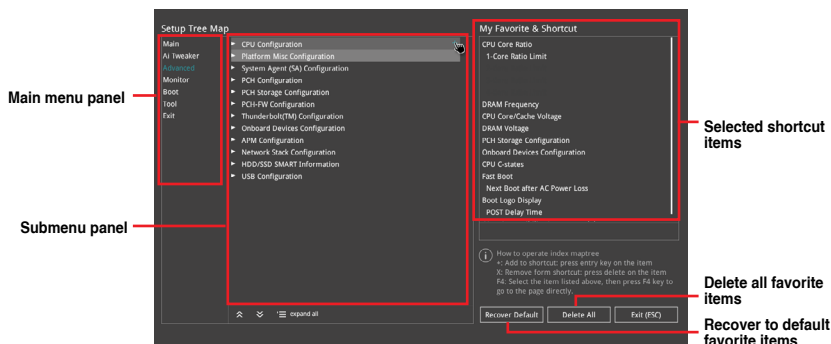 Setup Tree Map
Main
Ai Tweaker
Advanced
Monitor
Boot
Tool
Exit
CPU Configuration
Platform Misc Configuration
System Agent (SA) Configuration
PCH Configuration
PCH Storage Configuration
PCH-FW Configuration
Thunderbolt(TM) Configuration
Onboard Devices Configuration
APM Configuration
Network Stack Configuration
HDD/SSD SMART Information
USB Configuration
expand all
My Favorite & Shortcut
CPU Core Ratio
1-Core Ratio Limit
DRAM Frequency
CPU Core/Cache Voltage
DRAM Voltage
PCH Storage Configuration
Onboard Devices Configuration
CPU C-states
Fast Boot
Next Boot after AC Power Loss
Boot Logo Display
POST Delay Time
How to operate index maptree
+: Add to shortcut: press entry key on the item
X: Remove form shortcut: press delete on the item
F4: Select the item listed above, then press F4 key to
go to the page directly.
Recover Default
Delete All
Exit (ESC)
Main menu panel
Submenu panel
Selected shortcut
items
Delete all favorite
items
Recover to default
favorite items